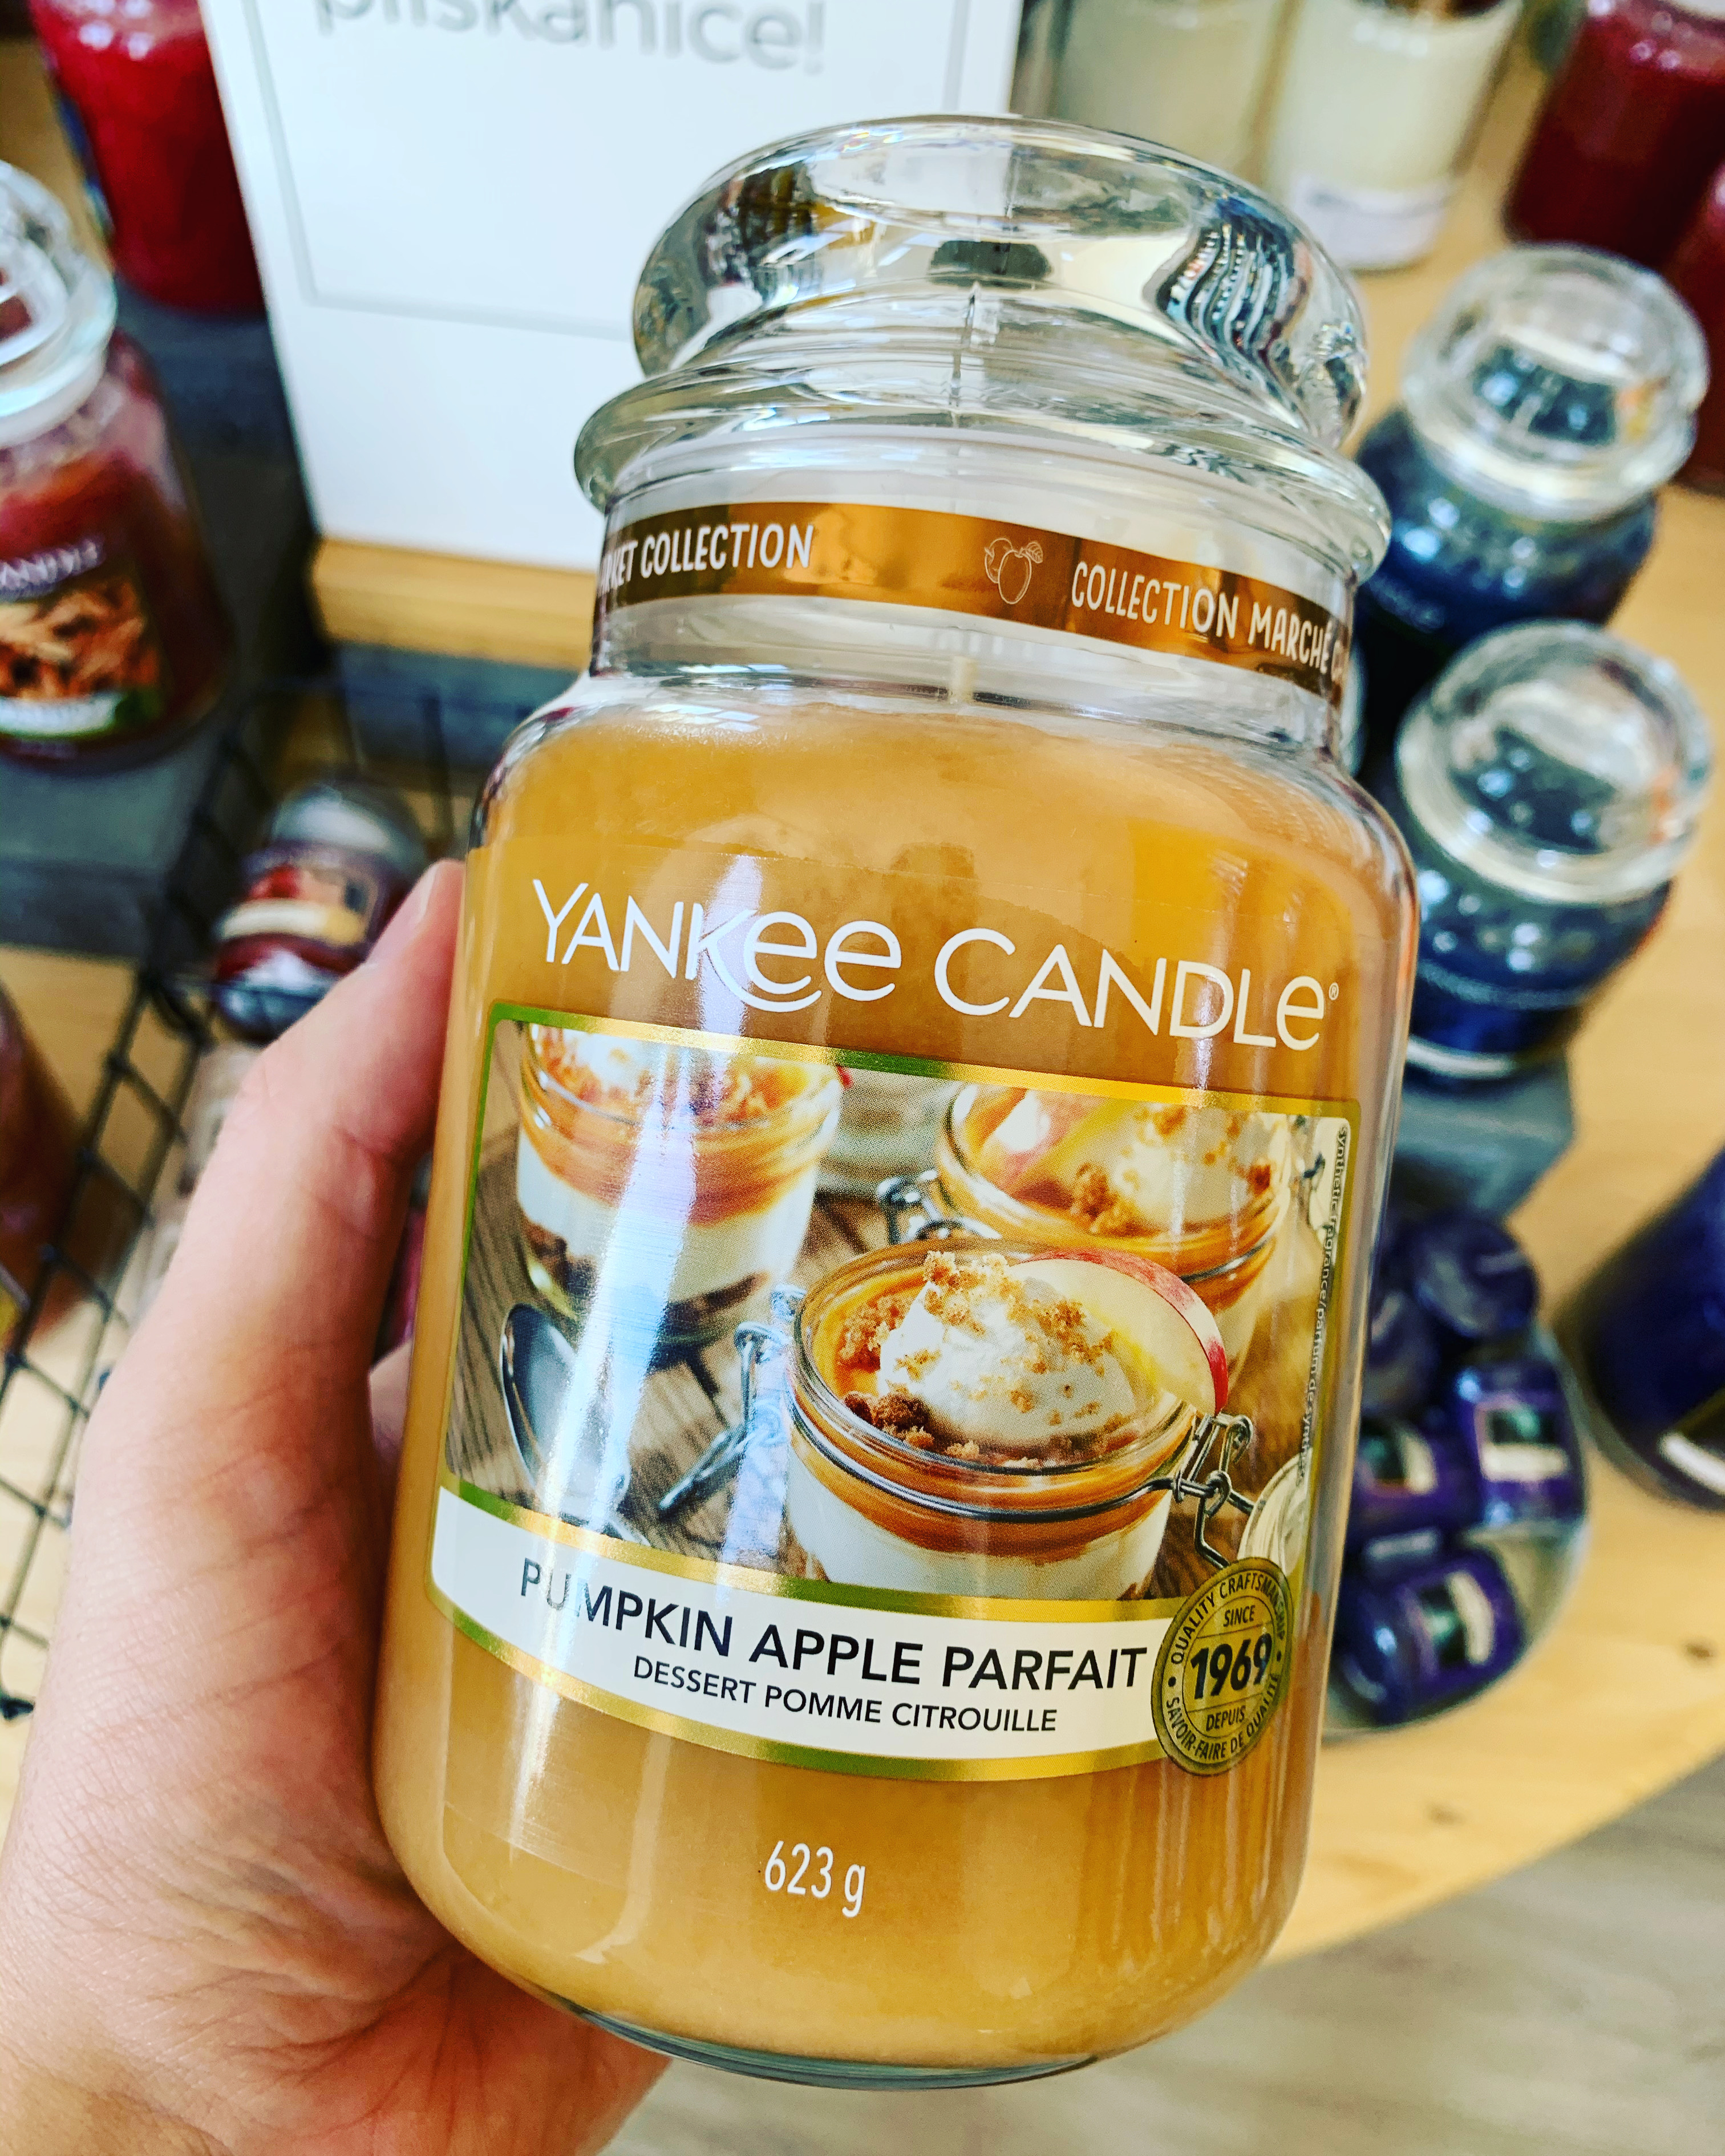 pliskanice!
COLLECTION
COLLECTION MARCHÉ
YANKEE CANDLE®
PUMPKIN APPLE PARFAIT
DESSERT POMME CITROUILLE
QUALITY CRAFTSMANSHIP
SINCE
1969
DEPUIS
SAVOIR-FAIRE DE QUALITÉ
623 g